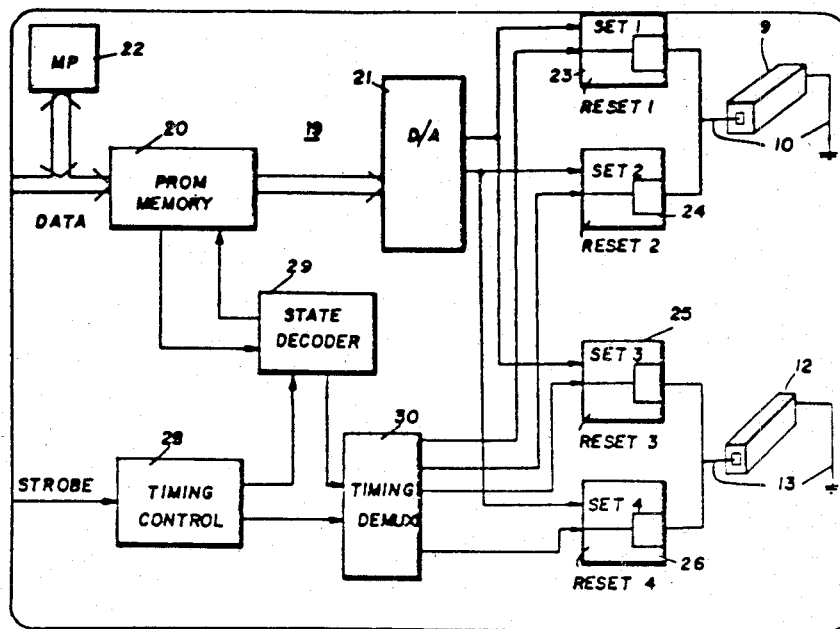 MP
22
20
PROM
MEMORY
DATA
19
21
D/A
SET 1
23
RESET 1
9
10
SET 2
24
RESET 2
29
STATE
DECODER
25
SET 3
RESET 3
12
13
28
STROBE
TIMING
CONTROL
30
TIMING
DEMUX
SET 4
26
RESET 4